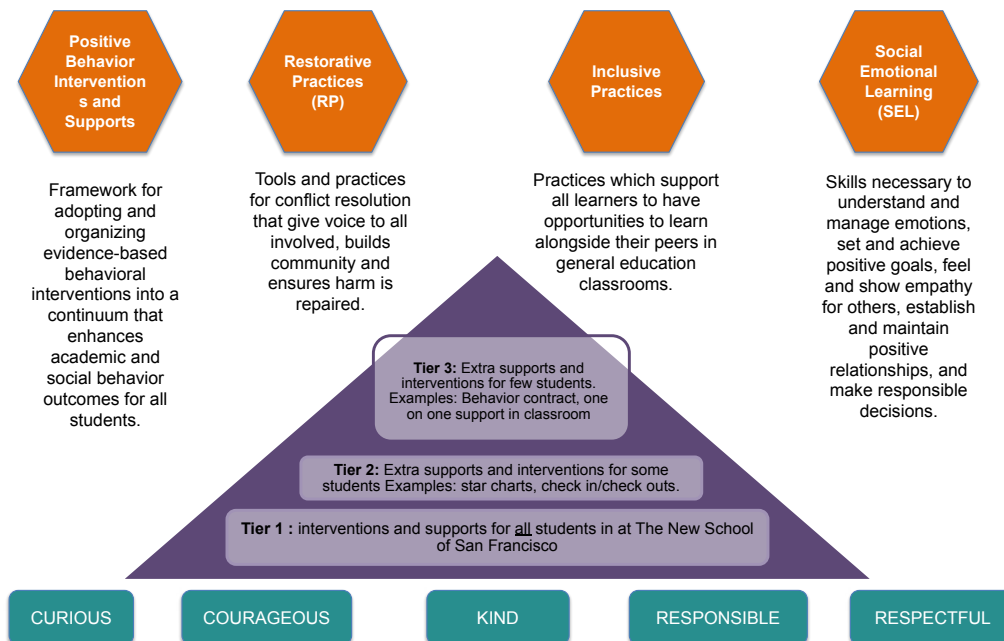 Positive
Behavior
Intervention
s and
Supports
Restorative
Practices
(RP)
Inclusive
Practices
Social
Emotional
Learning
(SEL)
Framework for
adopting and
organizing
evidence-based
behavioral
interventions into a
continuum that
enhances
academic and
social behavior
outcomes for all
students.
Tools and practices
for conflict resolution
that give voice to all
involved, builds
community and
ensures harm is
repaired.
Practices which support
all learners to have
opportunities to learn
alongside their peers in
general education
classrooms.
Skills necessary to
understand and
manage emotions,
set and achieve
positive goals, feel
and show empathy
for others, establish
and maintain
positive
relationships, and
make responsible
decisions.
Tier 3: Extra supports and
interventions for few students.
Examples: Behavior contract, one
on one support in classroom
Tier 2: Extra supports and interventions for some
students Examples: star charts, check in/check outs.
Tier 1 : interventions and supports for all students in at The New School
of San Francisco
CURIOUS
COURAGEOUS
KIND
RESPONSIBLE
RESPECTFUL